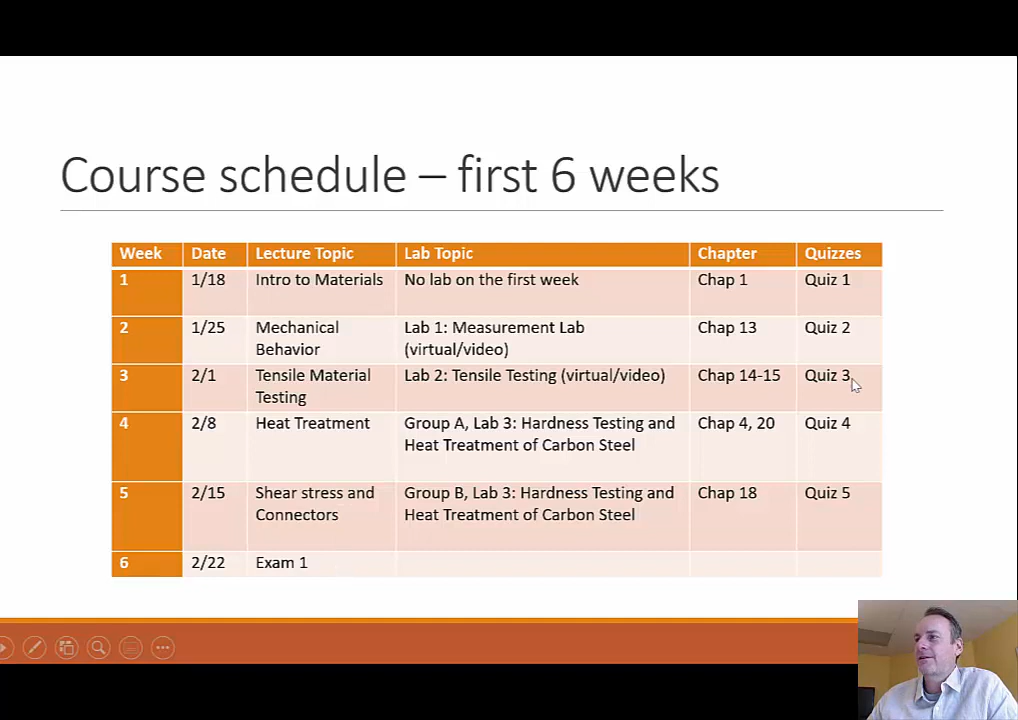 Course schedule – first 6 weeks
Week Date Lecture Topic Lab Topic Chapter Quizzes
1 1/18 Intro to Materials No lab on the first week Chap 1 Quiz 1
2 1/25 Mechanical Lab 1: Measurement Lab Chap 13 Quiz 2
Behavior (virtual/video)
3 2/1 Tensile Material Lab 2: Tensile Testing (virtual/video) Chap 14-15 Quiz 3
Testing
4 2/8 Heat Treatment Group A, Lab 3: Hardness Testing and Chap 4, 20 Quiz 4
Heat Treatment of Carbon Steel
5 2/15 Shear stress and Group B, Lab 3: Hardness Testing and Chap 18 Quiz 5
Connectors Heat Treatment of Carbon Steel
6 2/22 Exam 1